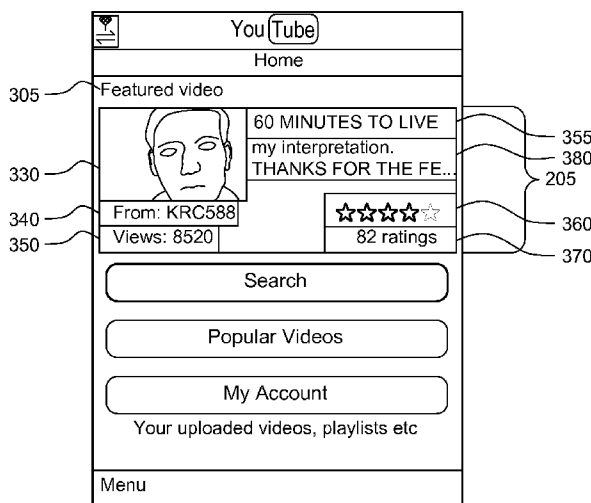 You Tube
Home
305 Featured video
60 MINUTES TO LIVE 355
my interpretation. 380
THANKS FOR THE FE...
330
205
340 From: KRC588
360
350 Views: 8520
82 ratings 370
Search
Popular Videos
My Account
Your uploaded videos, playlists etc
Menu